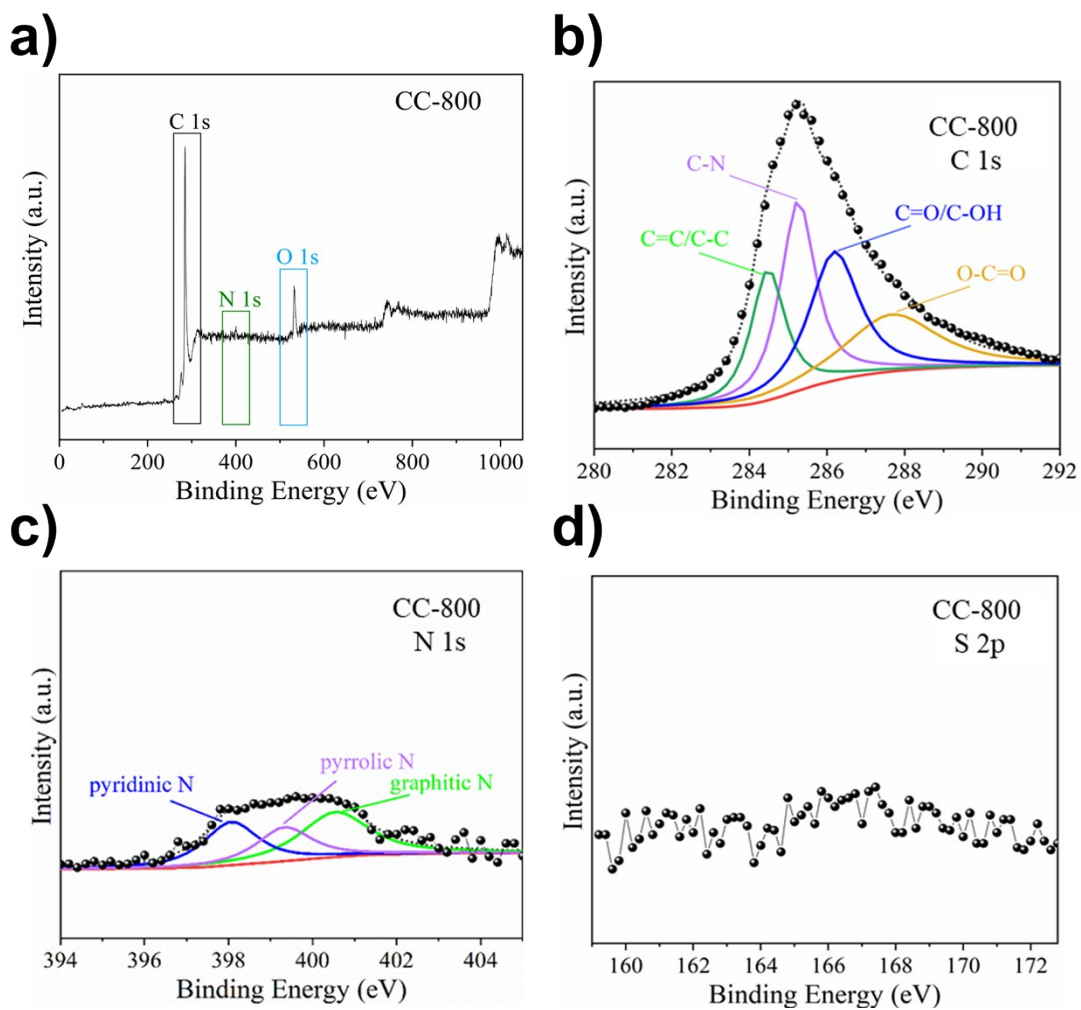 a)
CC-800
C 1s
N 1s
O 1s
Intensity (a.u.)
0 200 400 600 800 1000
Binding Energy (eV)
b)
CC-800
C 1s
C-N
C=C/C-C
C=O/C-OH
O-C=O
Intensity (a.u.)
280 282 284 286 288 290 292
Binding Energy (eV)
c)
CC-800
N 1s
pyridinic N
pyrrolic N
graphitic N
Intensity (a.u.)
394 396 398 400 402 404
Binding Energy (eV)
d)
CC-800
S 2p
Intensity (a.u.)
160 162 164 166 168 170 172
Binding Energy (eV)